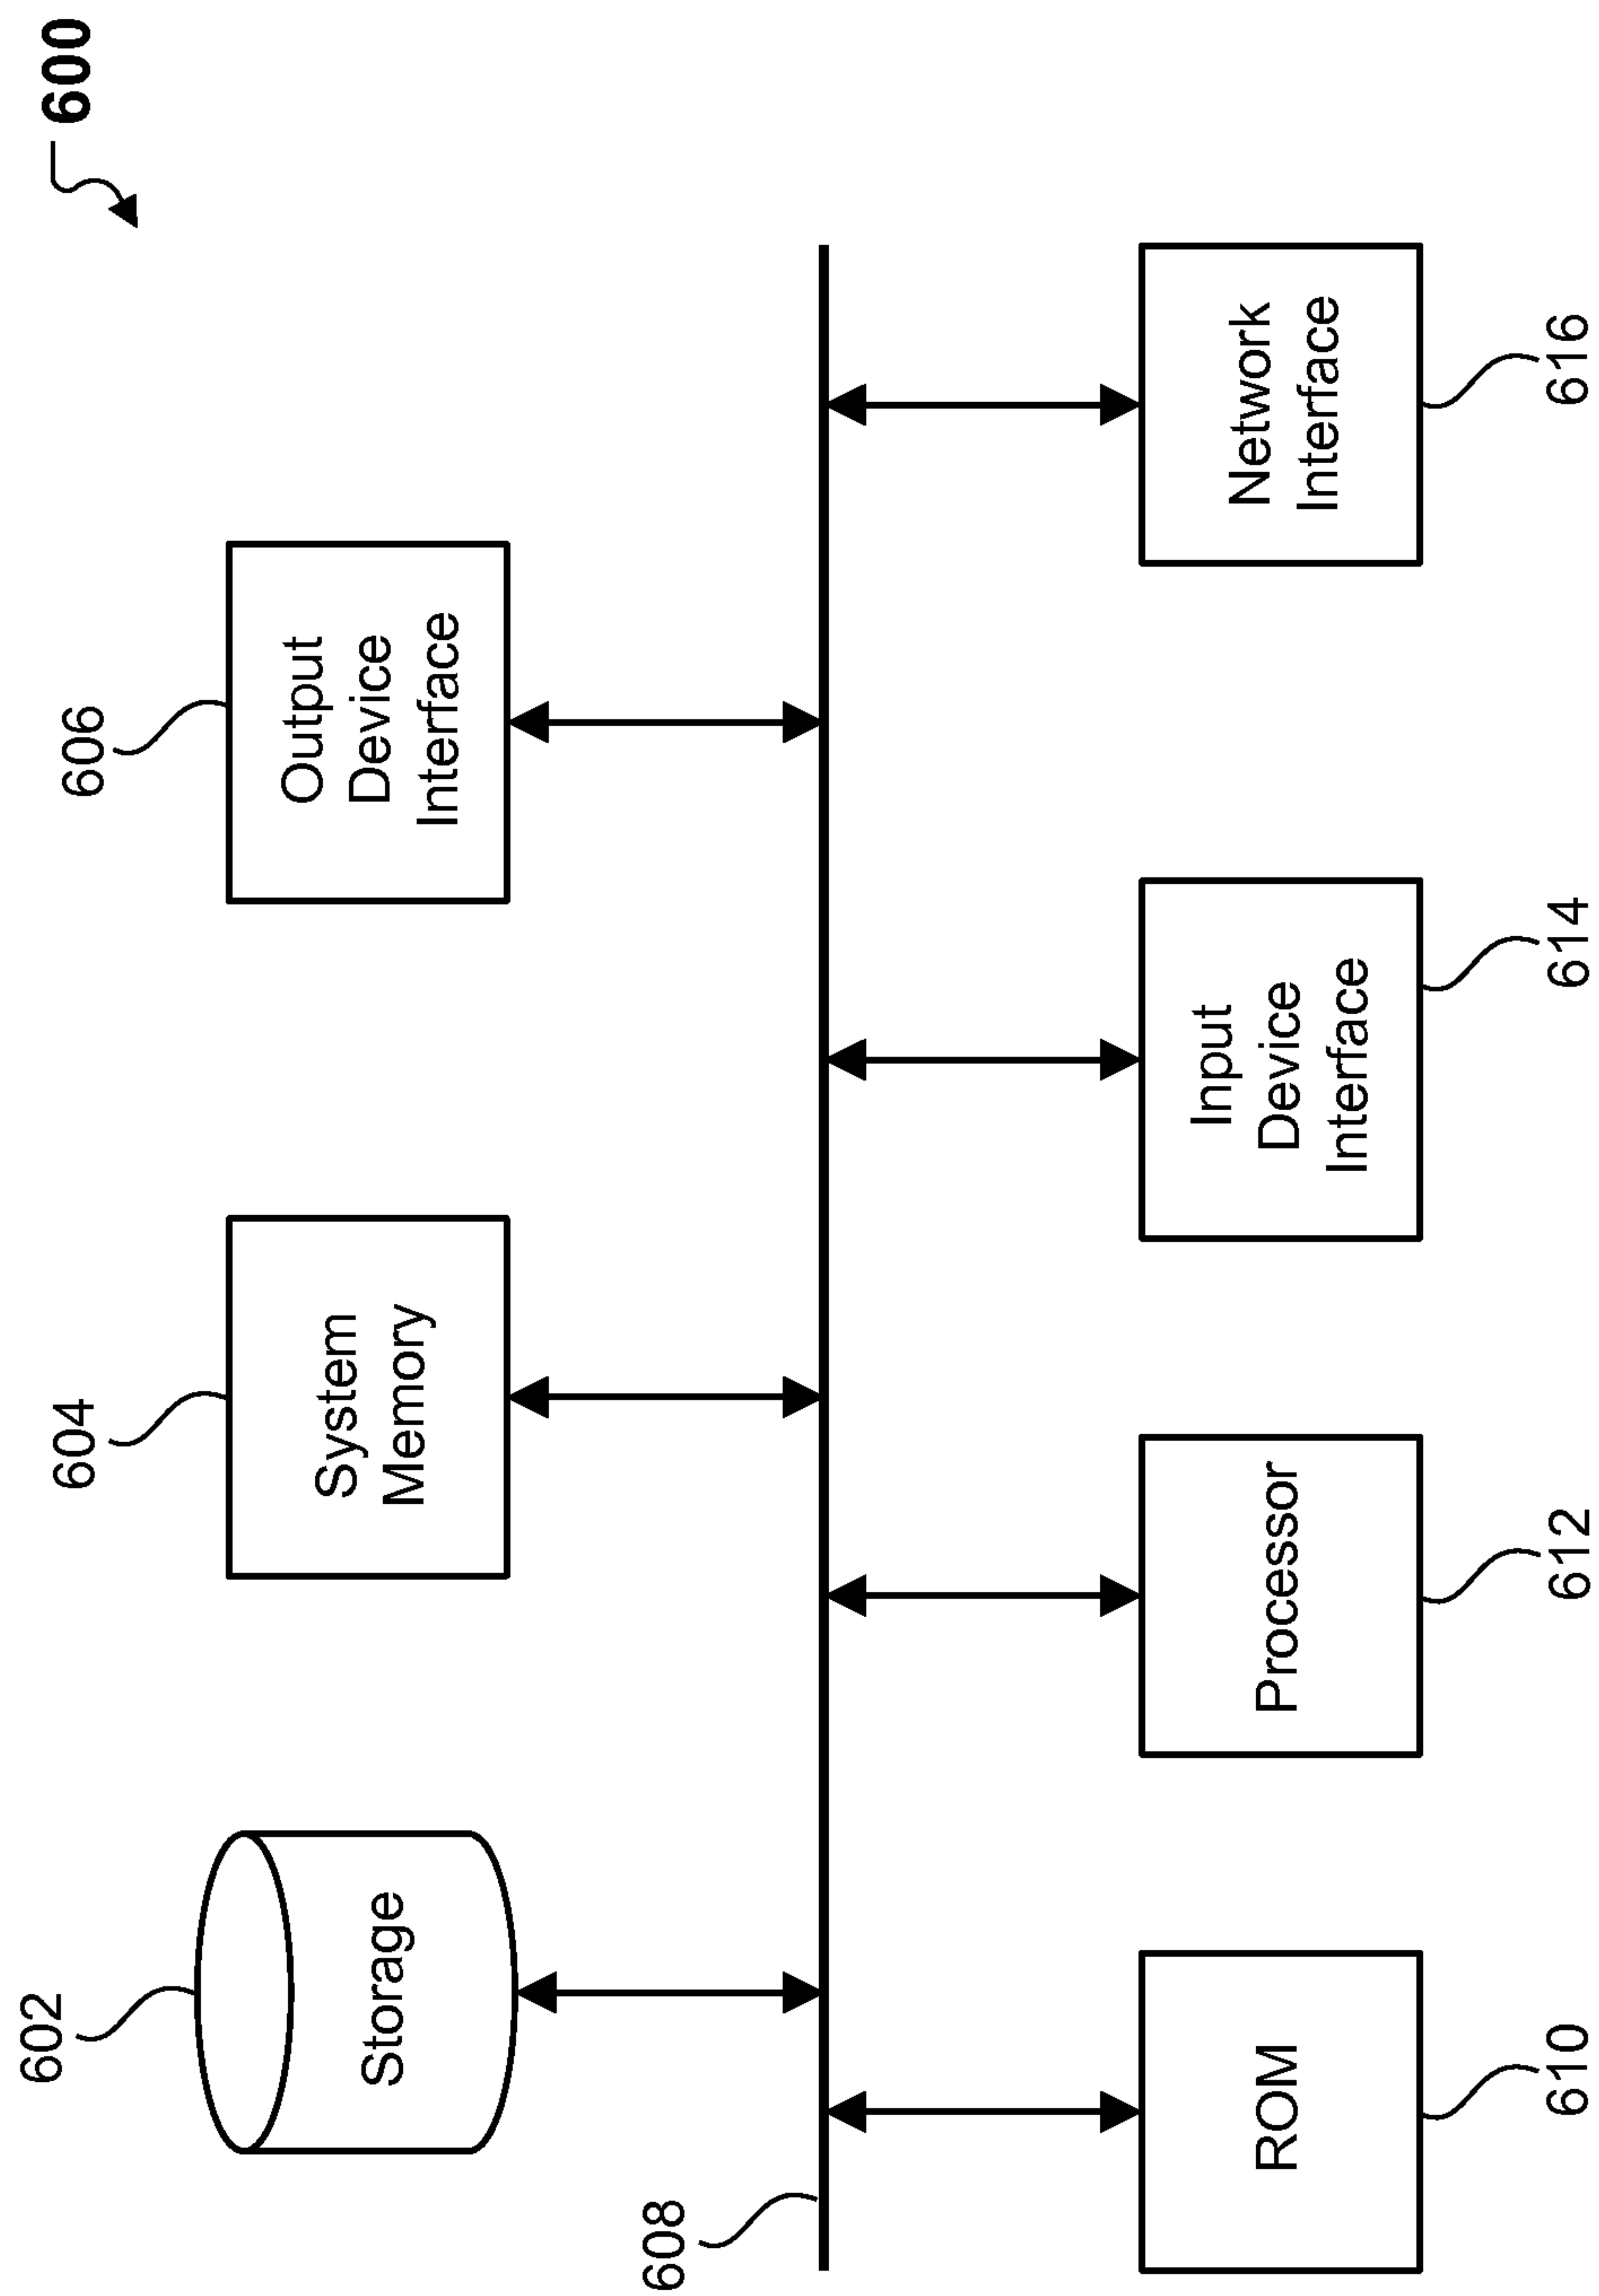 600
602
604
606
Storage
System
Memory
Output
Device
Interface
608
ROM
Processor
Input
Device
Interface
Network
Interface
610
612
614
616